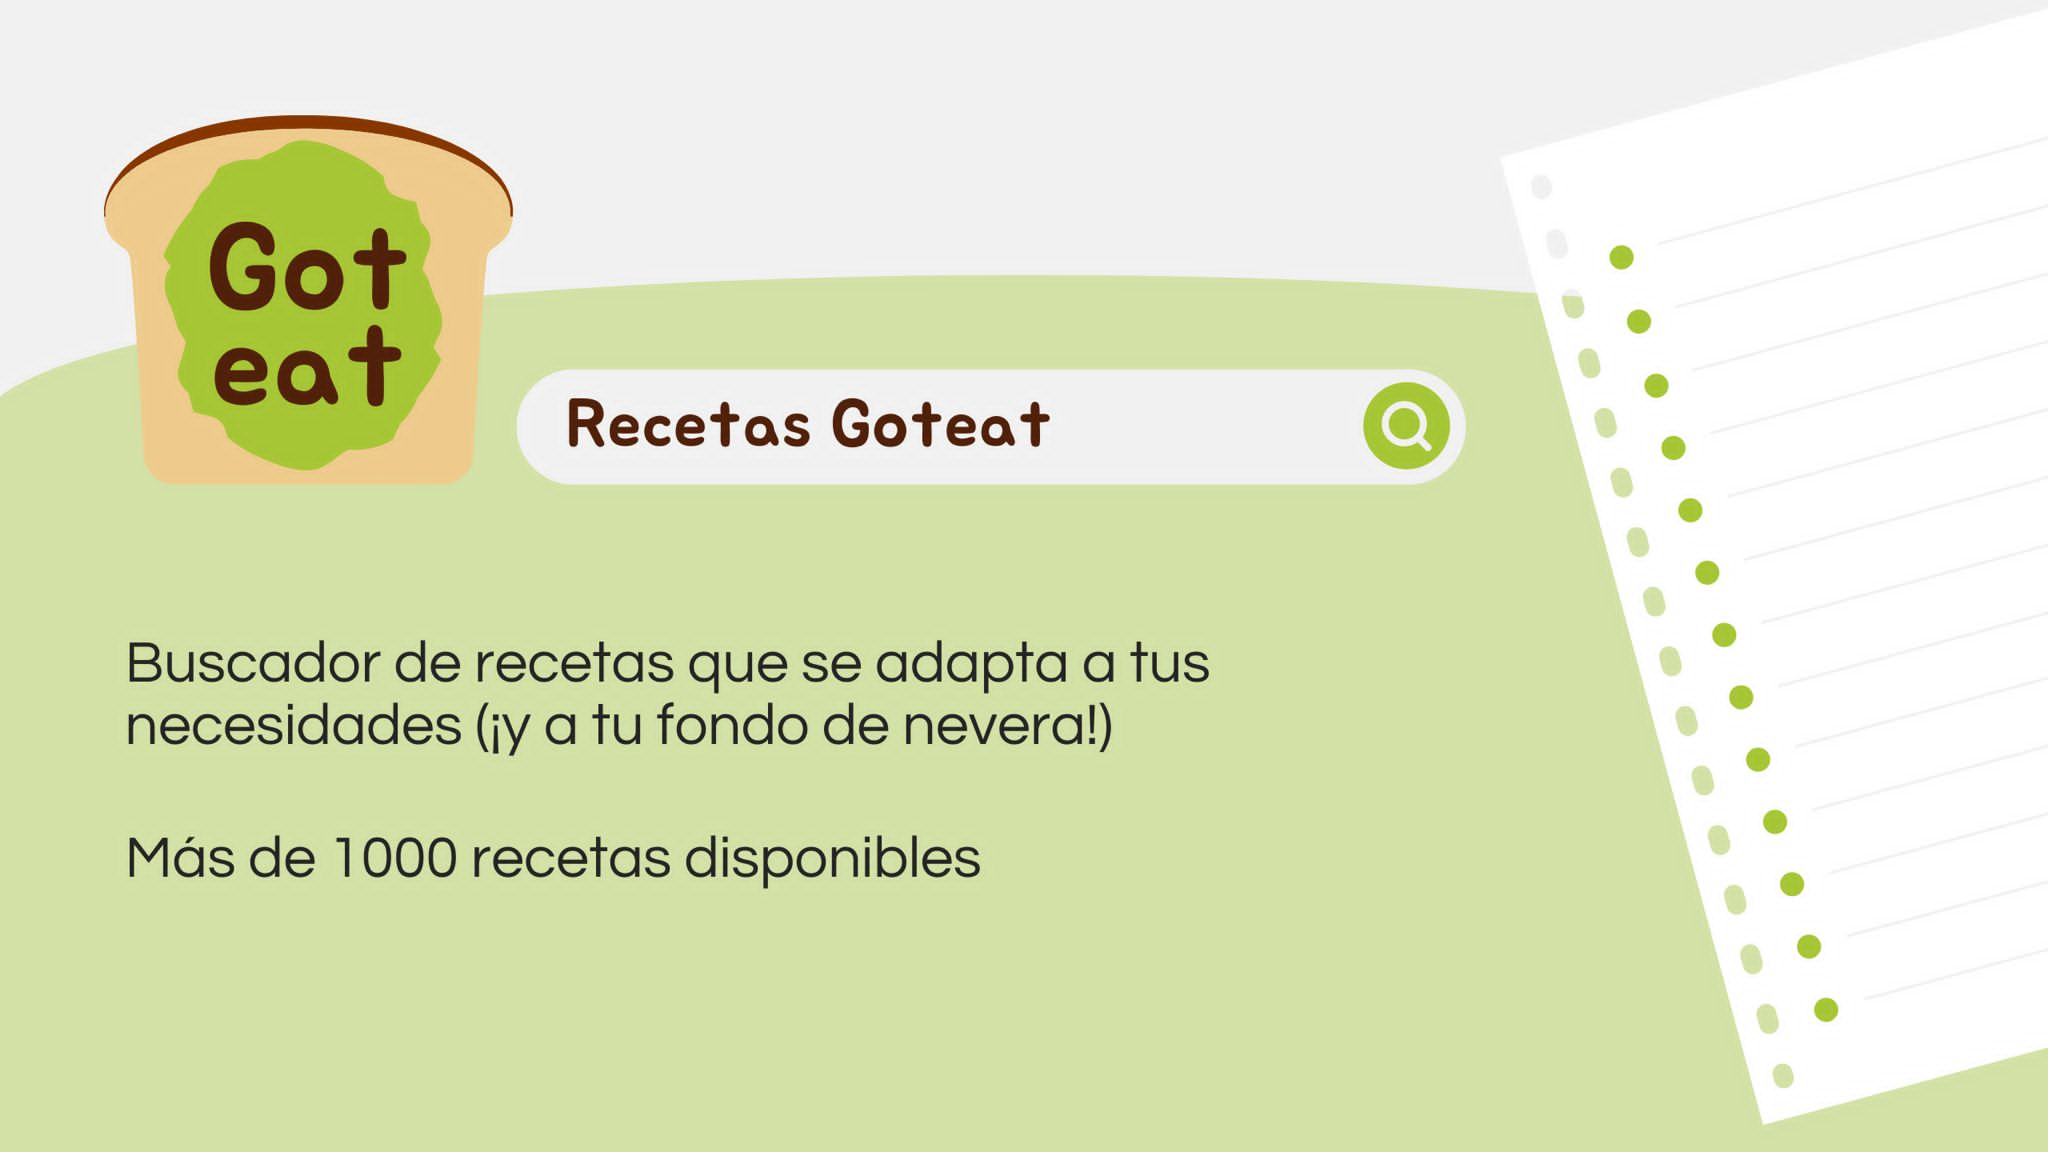 Got
eat
Recetas Goteat
Buscador de recetas que se adapta a tus
necesidades (¡y a tu fondo de nevera!)
Más de 1000 recetas disponibles